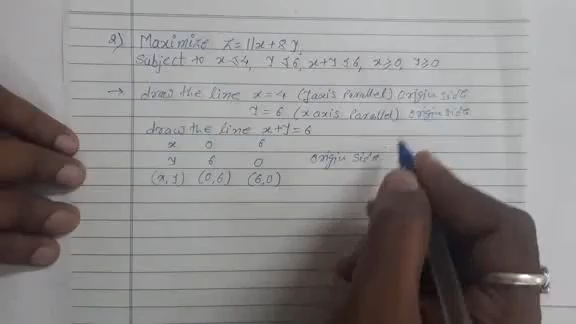 2) Maximize Z = 11x + 8y,
Subject to x ≤ 4, y ≤ 6, x + y ≤ 6, x ≥ 0, y ≥ 0
→ draw the line x = 4 (y axis parallel) origin side
y = 6 (x axis parallel) origin side
draw the line x + y = 6
x 0 6
y 6 0 origin side
(x, y) (0, 6) (6, 0)